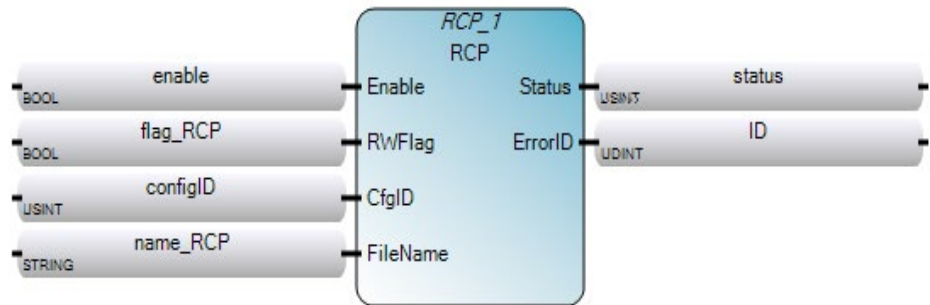 RCP_1
RCP
enable
BOOL
Enable
Status
status
USINT
flag_RCP
BOOL
RWFlag
ErrorID
ID
UDINT
configID
USINT
CfgID
name_RCP
STRING
FileName